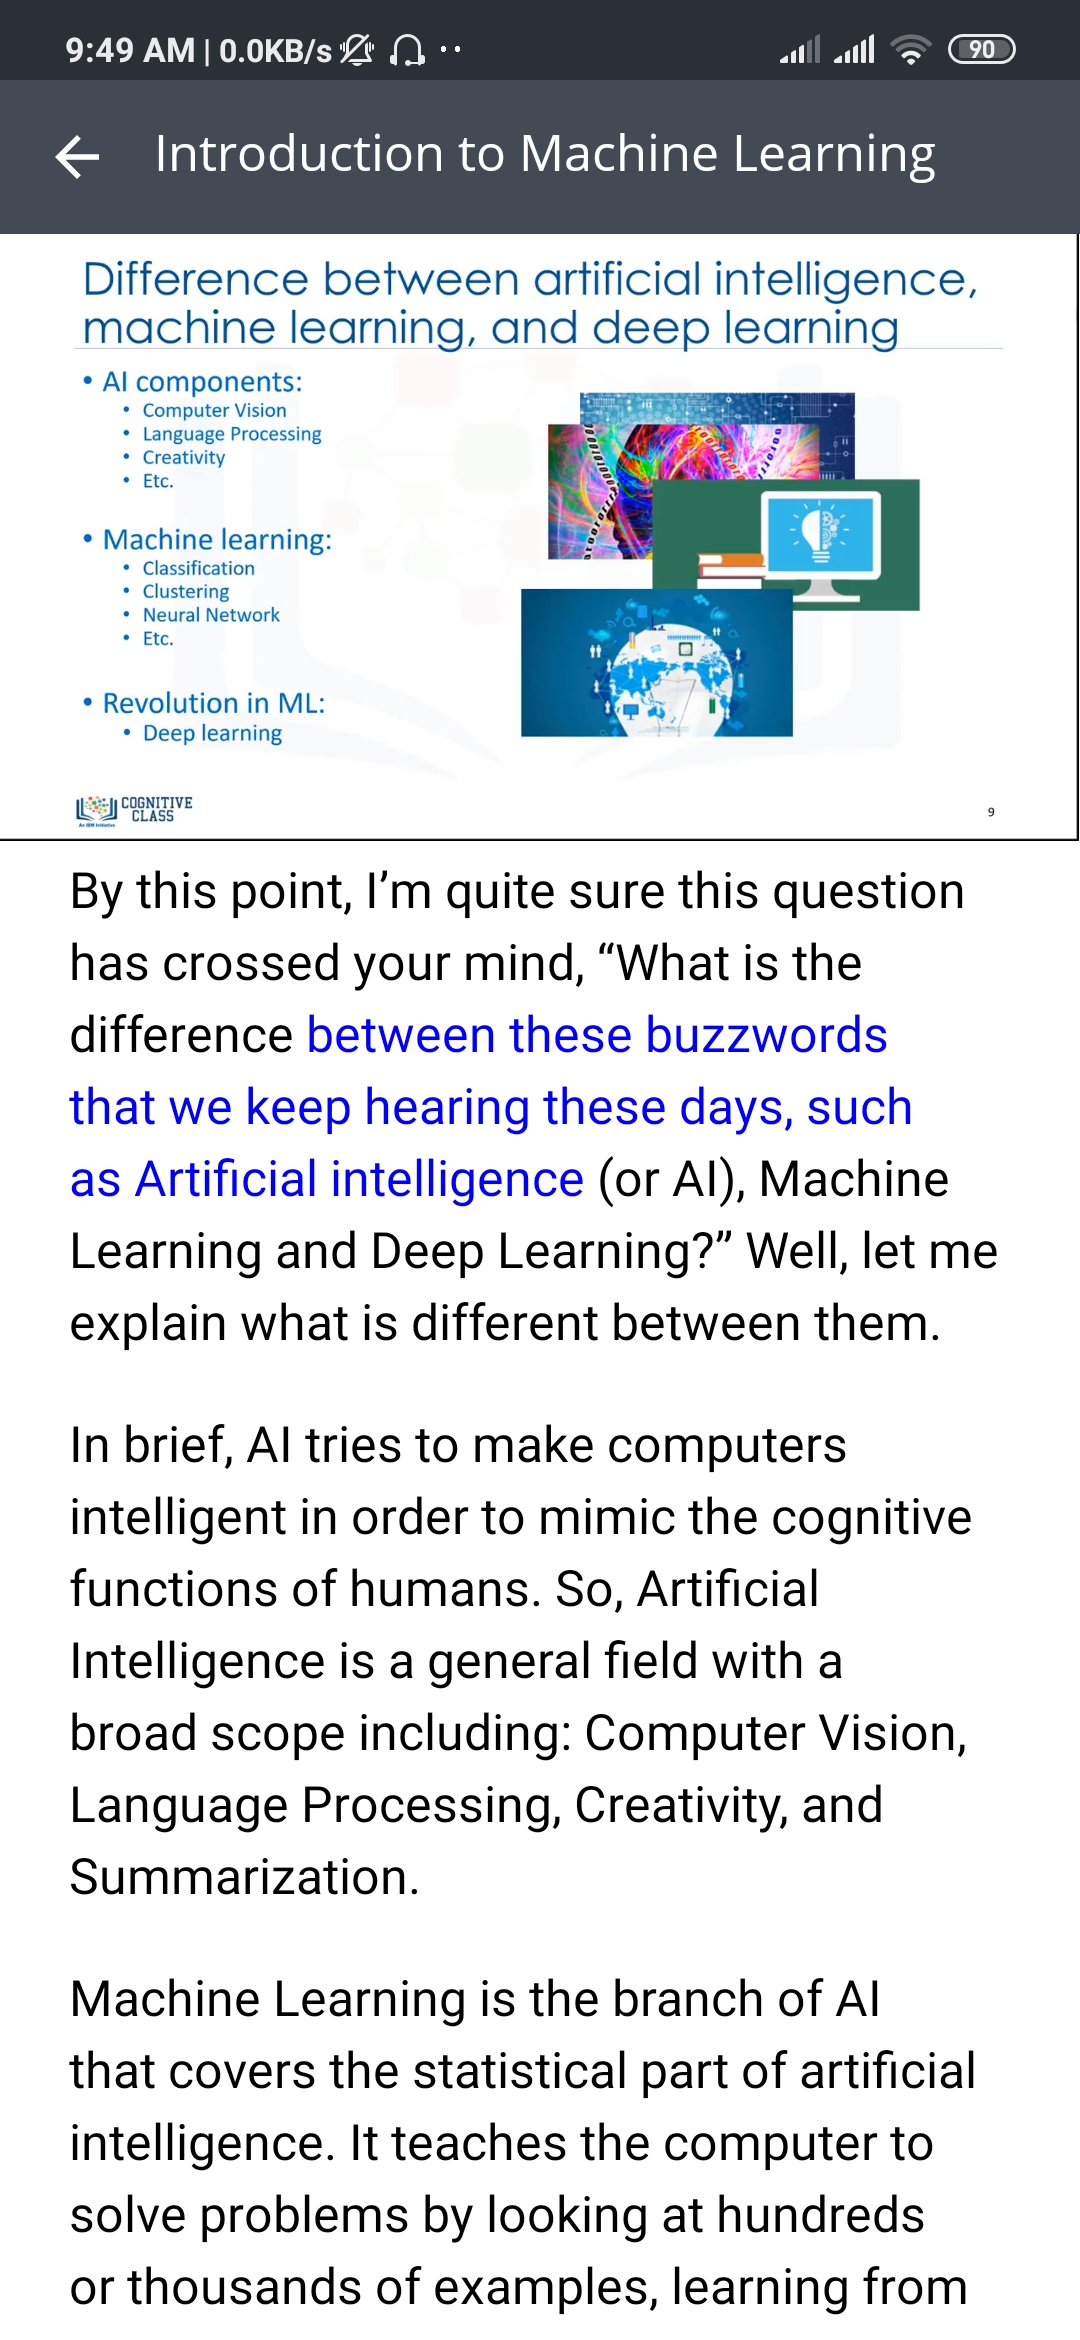 9:49 AM | 0.0KB/s
90
Introduction to Machine Learning
Difference between artificial intelligence,
machine learning, and deep learning
• AI components:
• Computer Vision
• Language Processing
• Creativity
• Etc.
• Machine learning:
• Classification
• Clustering
• Neural Network
• Etc.
• Revolution in ML:
• Deep learning
COGNITIVE
CLASS
An IBM Initiative
9
By this point, I’m quite sure this question
has crossed your mind, “What is the
difference between these buzzwords
that we keep hearing these days, such
as Artificial intelligence (or AI), Machine
Learning and Deep Learning?” Well, let me
explain what is different between them.
In brief, AI tries to make computers
intelligent in order to mimic the cognitive
functions of humans. So, Artificial
Intelligence is a general field with a
broad scope including: Computer Vision,
Language Processing, Creativity, and
Summarization.
Machine Learning is the branch of AI
that covers the statistical part of artificial
intelligence. It teaches the computer to
solve problems by looking at hundreds
or thousands of examples, learning from